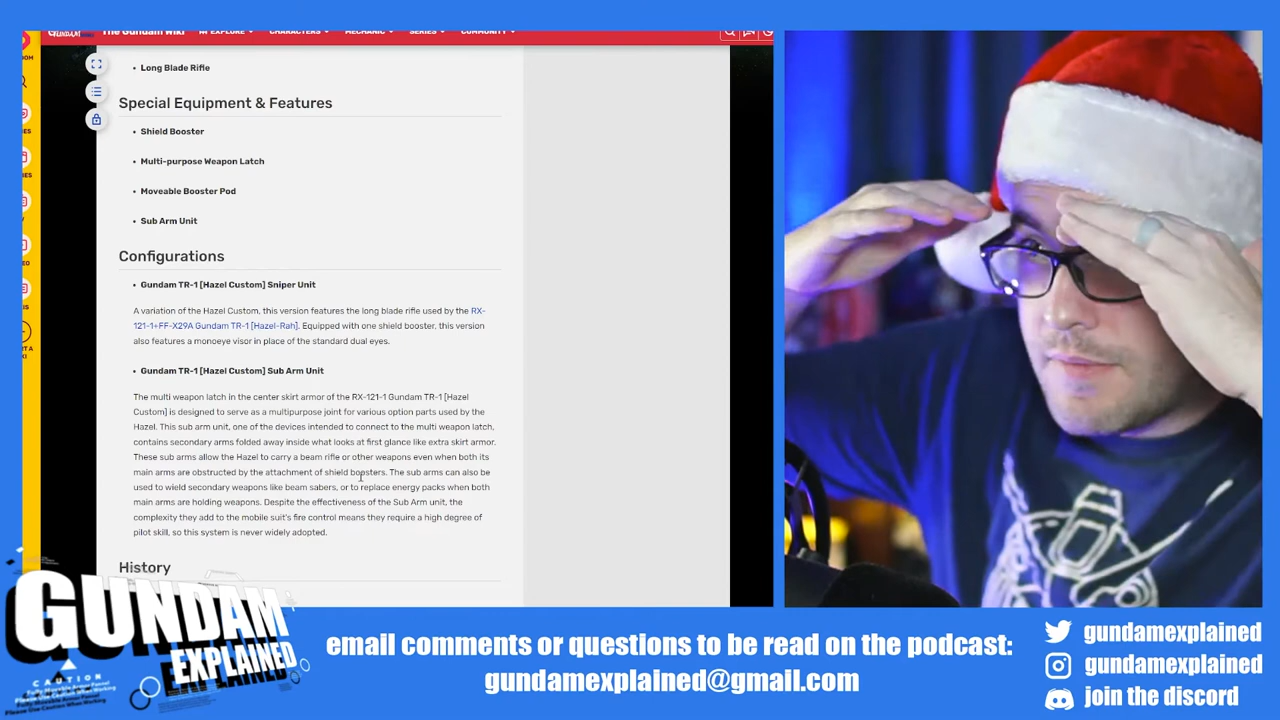 The Gundam Wiki
EXPLORE
CHARACTERS
MECHANIC
SERIES
COMMUNITY
• Long Blade Rifle
Special Equipment & Features
• Shield Booster
• Multi-purpose Weapon Latch
• Moveable Booster Pod
• Sub Arm Unit
Configurations
• Gundam TR-1 [Hazel Custom] Sniper Unit
A variation of the Hazel Custom, this version features the long blade rifle used by the RX-
121-1+FF-X29A Gundam TR-1 [Hazel-Rah]. Equipped with one shield booster, this version
also features a monoeye visor in place of the standard dual eyes.
• Gundam TR-1 [Hazel Custom] Sub Arm Unit
The multi weapon latch in the center skirt armor of the RX-121-1 Gundam TR-1 [Hazel
Custom] is designed to serve as a multipurpose joint for various option parts used by the
Hazel. This sub arm unit, one of the devices intended to connect to the multi weapon latch,
contains secondary arms folded away inside what looks at first glance like extra skirt armor.
These sub arms allow the Hazel to carry a beam rifle or other weapons even when both its
main arms are obstructed by the attachment of shield boosters. The sub arms can also be
used to wield secondary weapons like beam sabers, or to replace energy packs when both
main arms are holding weapons. Despite the effectiveness of the Sub Arm unit, the
complexity they add to the mobile suit's fire control means they require a high degree of
pilot skill, so this system is never widely adopted.
History
GUNDAM
EXPLAINED
CAUTION
email comments or questions to be read on the podcast:
gundamexplained@gmail.com
gundamexplained
gundamexplained
join the discord